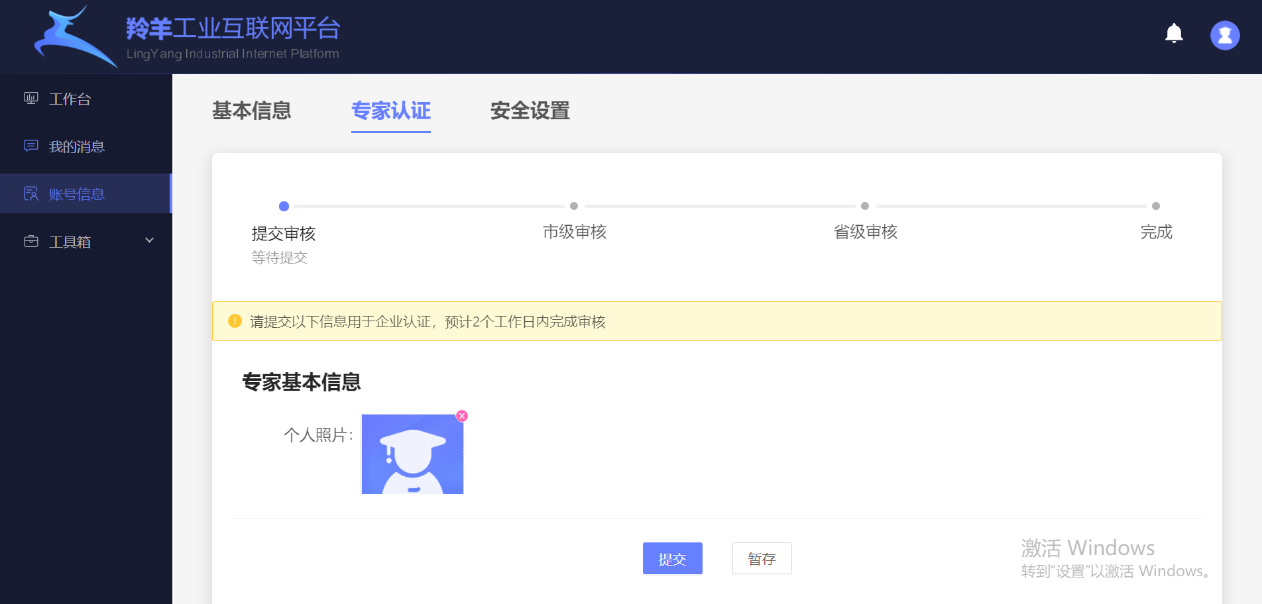 羚羊工业互联网平台
LingYang Industrial Internet Platform
工作台
我的消息
账号信息
工具箱
基本信息 专家认证 安全设置
提交审核 市级审核 省级审核 完成
等待提交
请提交以下信息用于企业认证，预计2个工作日内完成审核
专家基本信息
个人照片：
提交 暂存
激活 Windows
转到"设置"以激活 Windows。